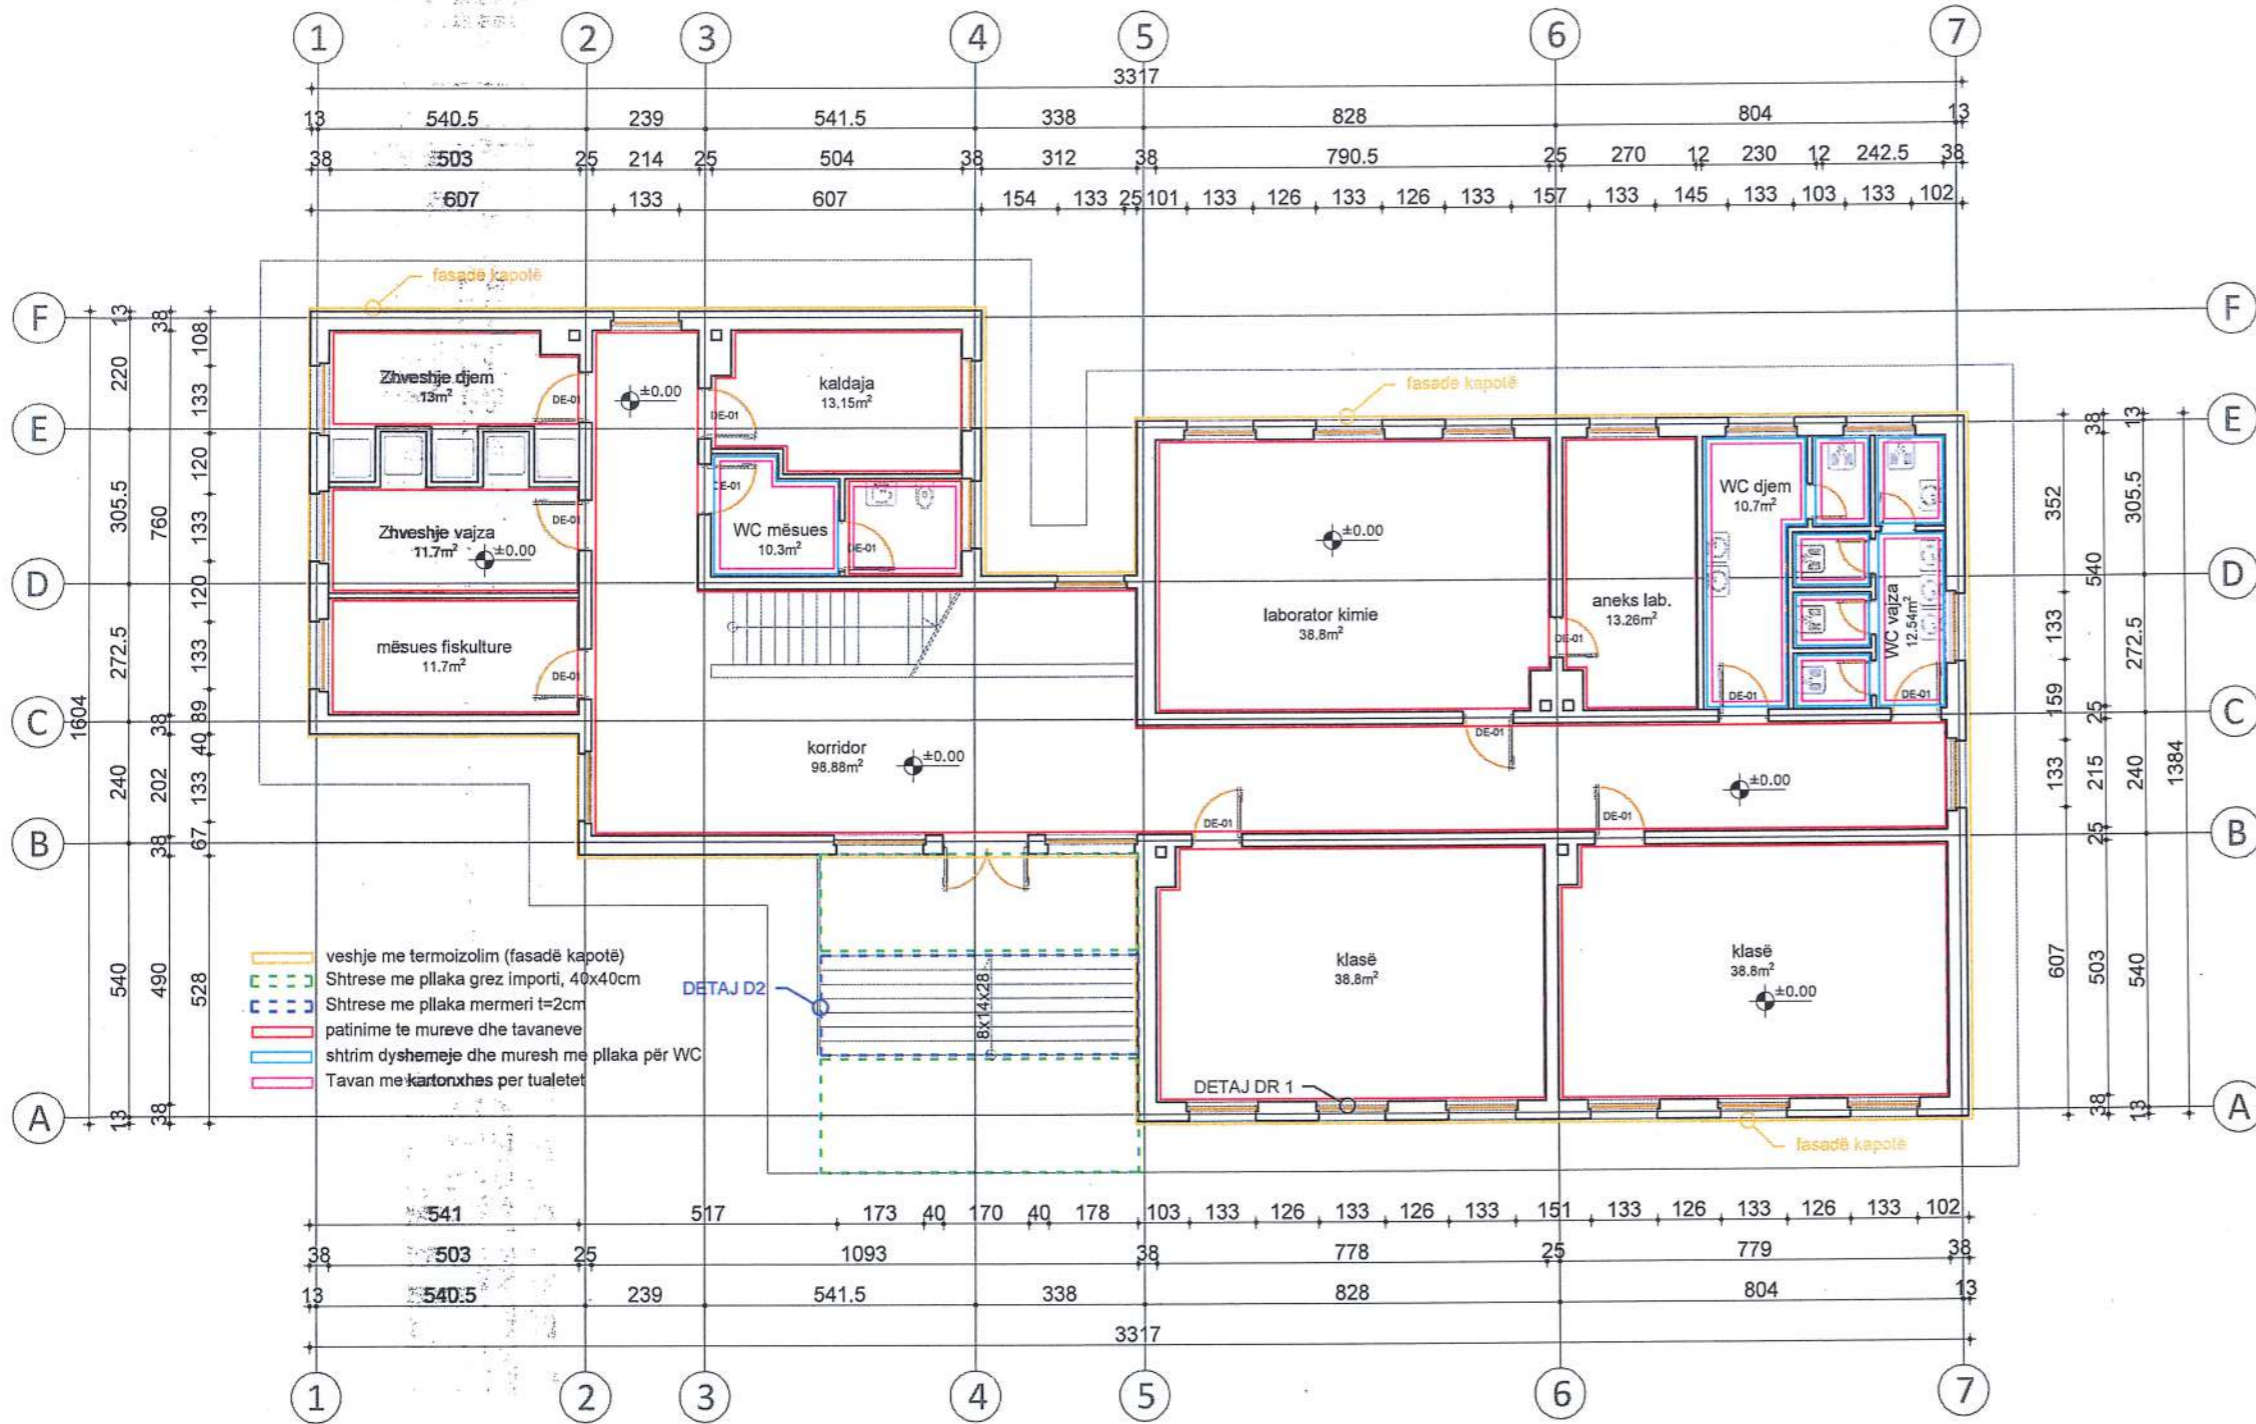 1 2 3 4 5 6 7
3317
13 540.5 239 541.5 338 828 804 13
38 503 25 214 25 504 38 312 38 790.5 25 270 12 230 12 242.5 38
607 133 607 154 133 25 101 133 126 133 126 133 157 133 145 133 103 133 102
fasadë kapotë
F F
fasadë kapotë
E E
D D
C C
B B
A A
1604
13 220 305.5 272.5 240 540 13
38 760 38 202 38 490 38
108 133 120 133 120 133 89 40 133 67 528
Zhveshje djem
13m²
DE-01
±0.00
kaldaja
13.15m²
DE-01
DE-01
WC mësues
10.3m²
DE-01
Zhveshje vajza
11.7m²
±0.00
DE-01
mësues fiskulture
11.7m²
DE-01
±0.00
laborator kimie
38.8m²
aneks lab.
13.26m²
DE-01
WC djem
10.7m²
DE-01
WC vajza
12.54m²
DE-01
korridor
98.88m²
±0.00
DE-01
±0.00
DE-01
DE-01
352 133 159 133 607
38 540 25 215 25 503 38
13 305.5 272.5 240 540 13
1384
veshje me termoizolim (fasadë kapotë)
Shtrese me pllaka grez importi, 40x40cm
Shtrese me pllaka mermeri t=2cm
patinime te mureve dhe tavaneve
shtrim dyshemeje dhe muresh me pllaka për WC
Tavan me kartonxhes per tualetet
DETAJ D2
8x14x28
klasë
38.8m²
klasë
38.8m²
±0.00
DETAJ DR 1
fasadë kapotë
541 517 173 40 170 40 178 103 133 126 133 126 133 151 133 126 133 126 133 102
38 503 25 1093 38 778 25 779 38
13 540.5 239 541.5 338 828 804 13
3317
1 2 3 4 5 6 7